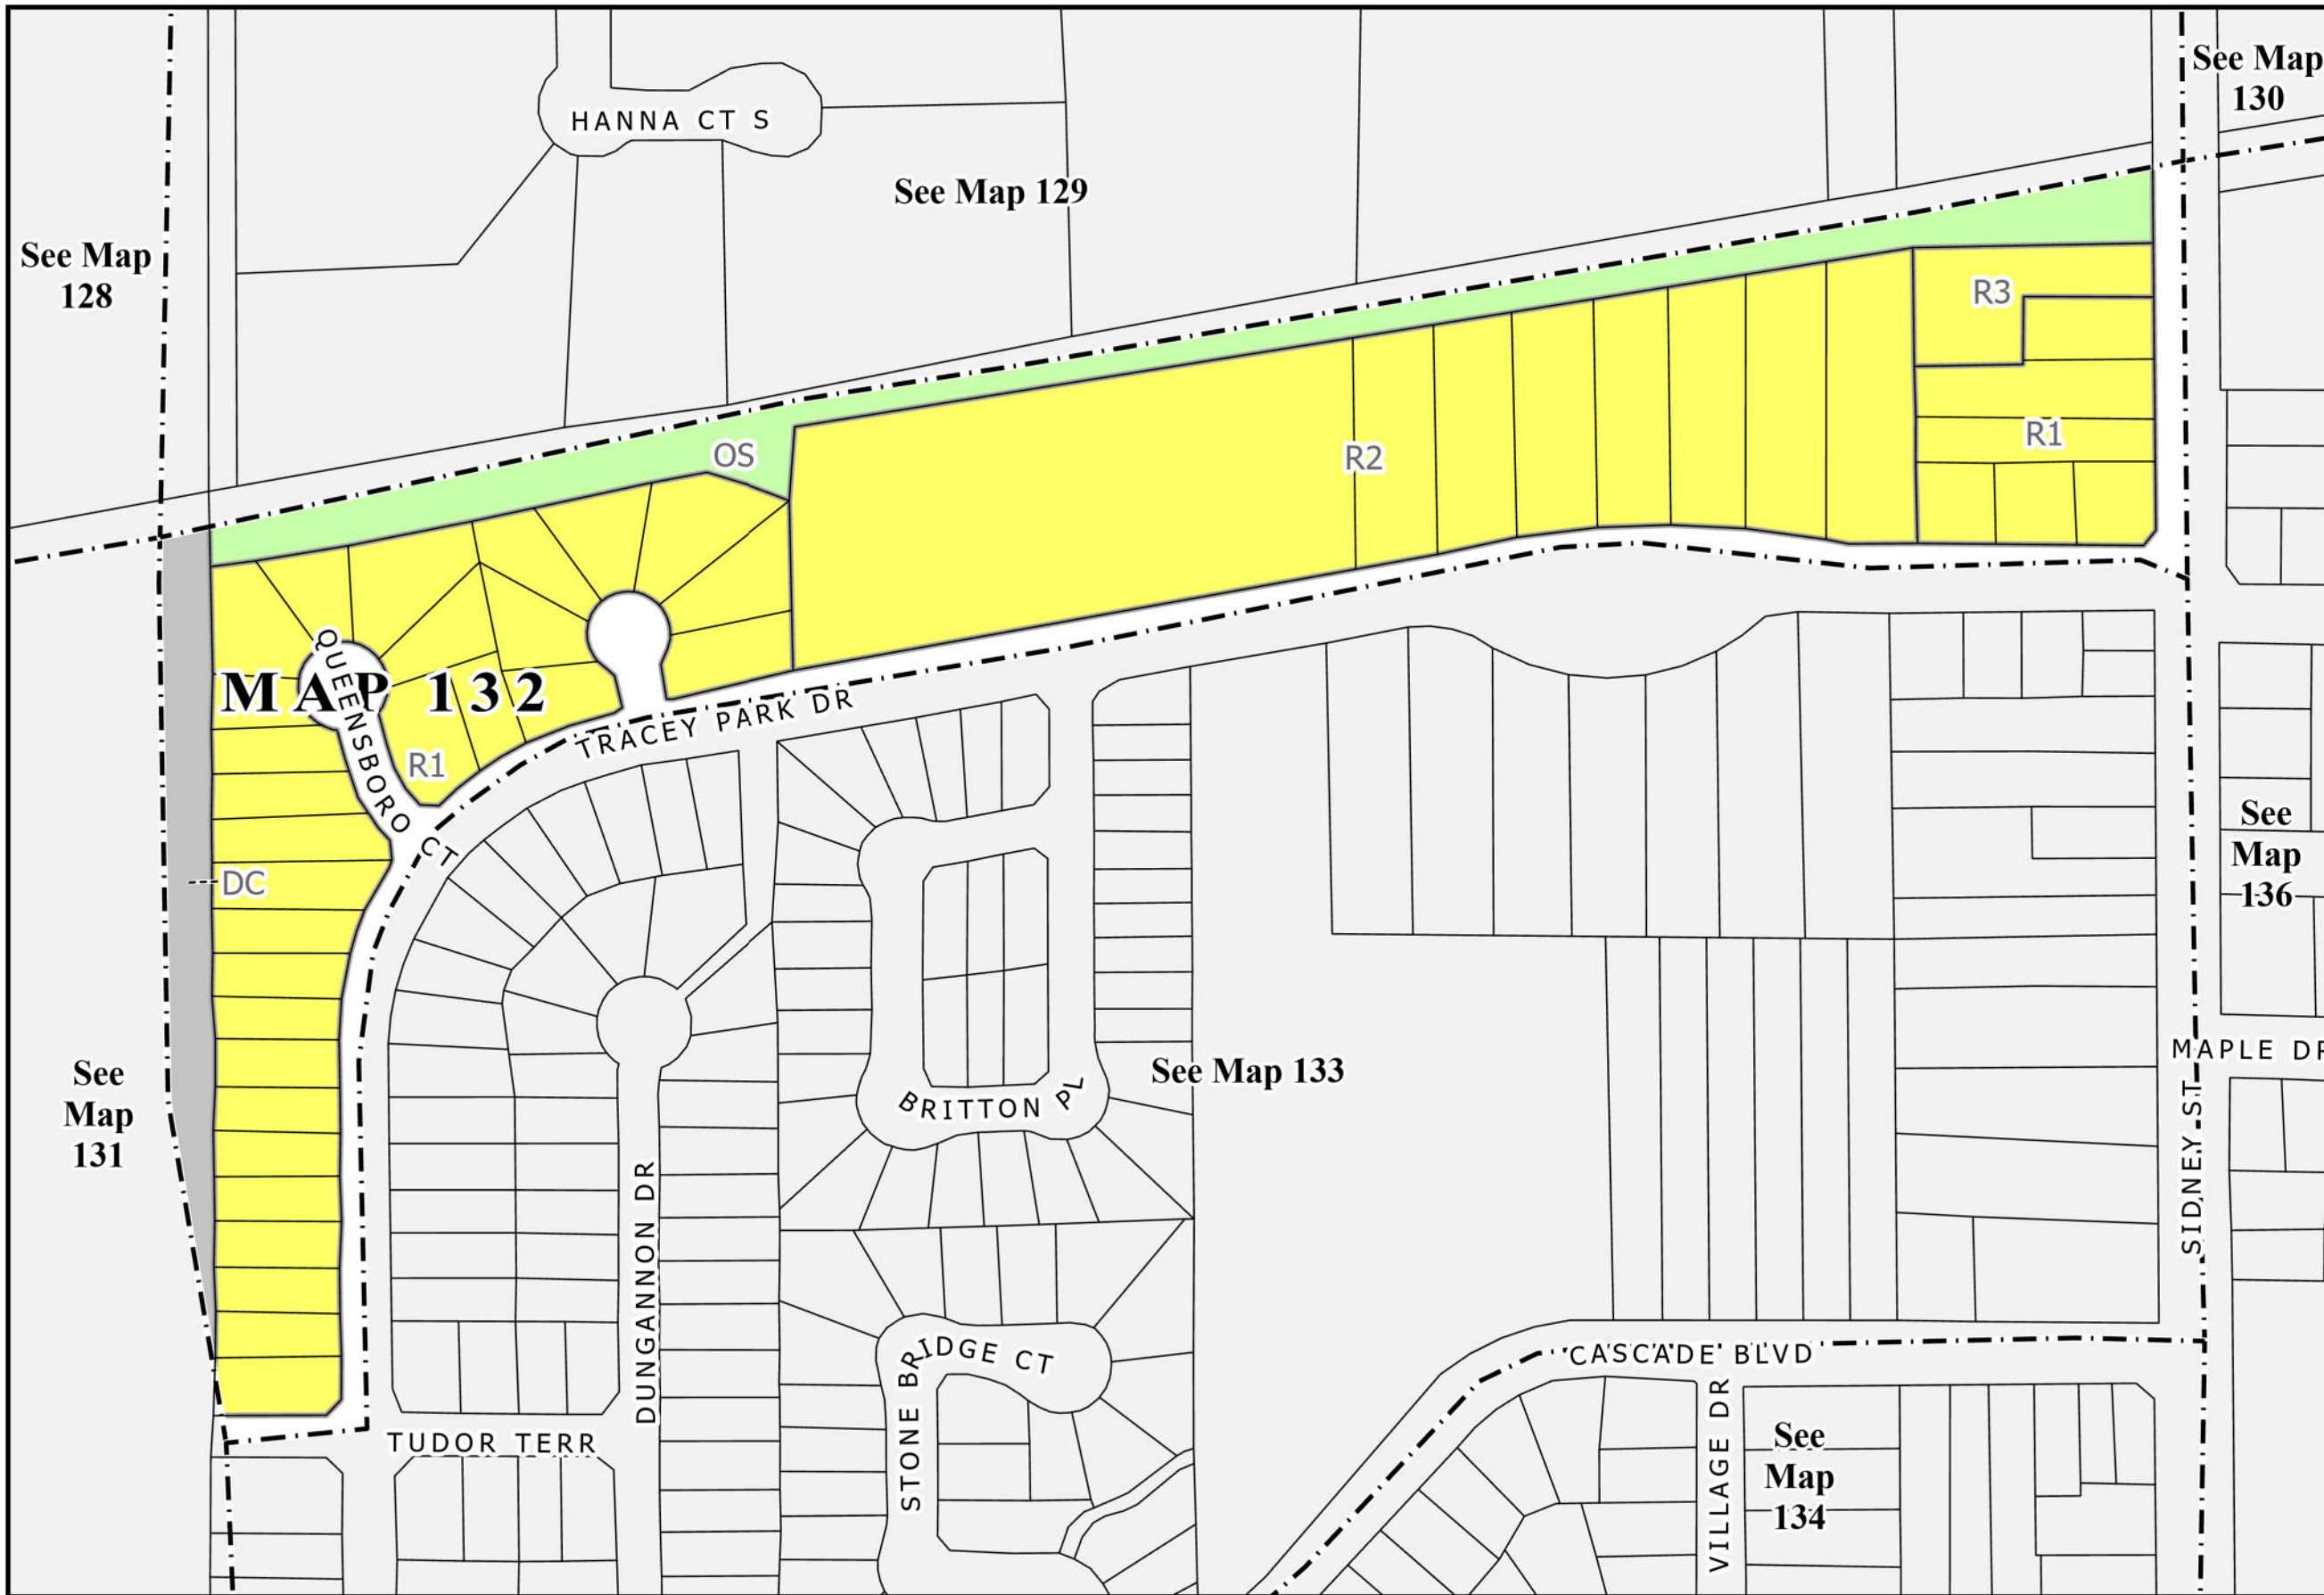 See Map
130
HANNA CT S
See Map 129
See Map
128
R3
R1
OS
R2
MAP 132
QUEENSBORO CT
TRACEY PARK DR
R1
DC
See
Map
136
See
Map
131
See Map 133
MAPLE DR
BRITTON PL
SIDNEY ST
DUNGANNON DR
STONE BRIDGE CT
CASCADE BLVD
VILLAGE DR
TUDOR TERR
See
Map
134